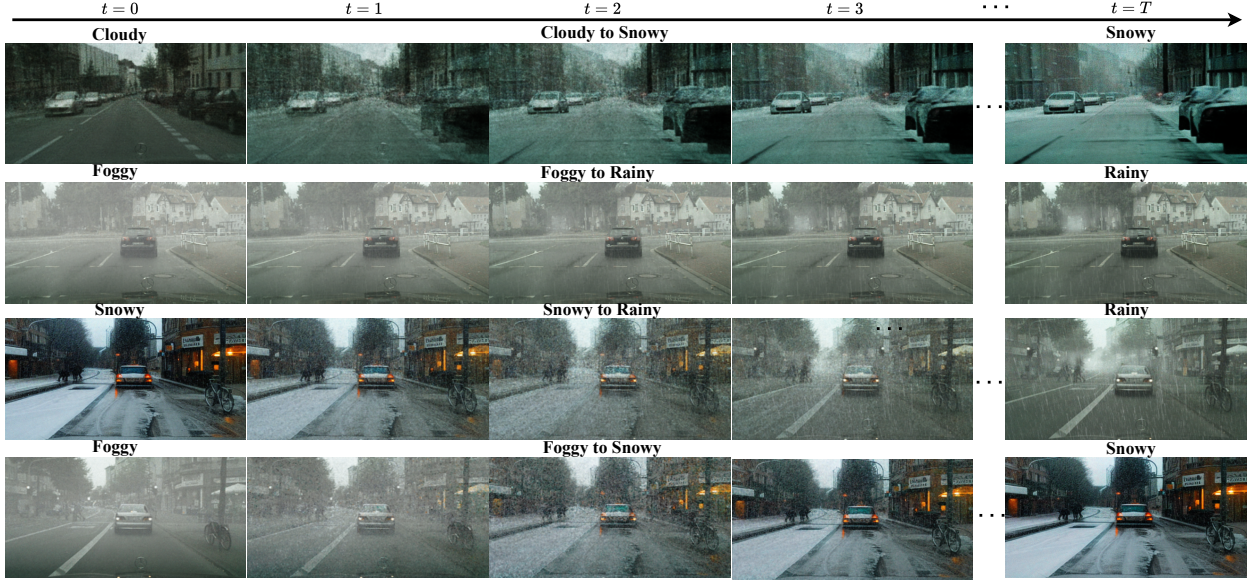 t = 0 t = 1 t = 2 t = 3 ... t = T
Cloudy Cloudy to Snowy Snowy
...
Foggy Foggy to Rainy Rainy
Snowy Snowy to Rainy Rainy
...
...
Foggy Foggy to Snowy Snowy
...